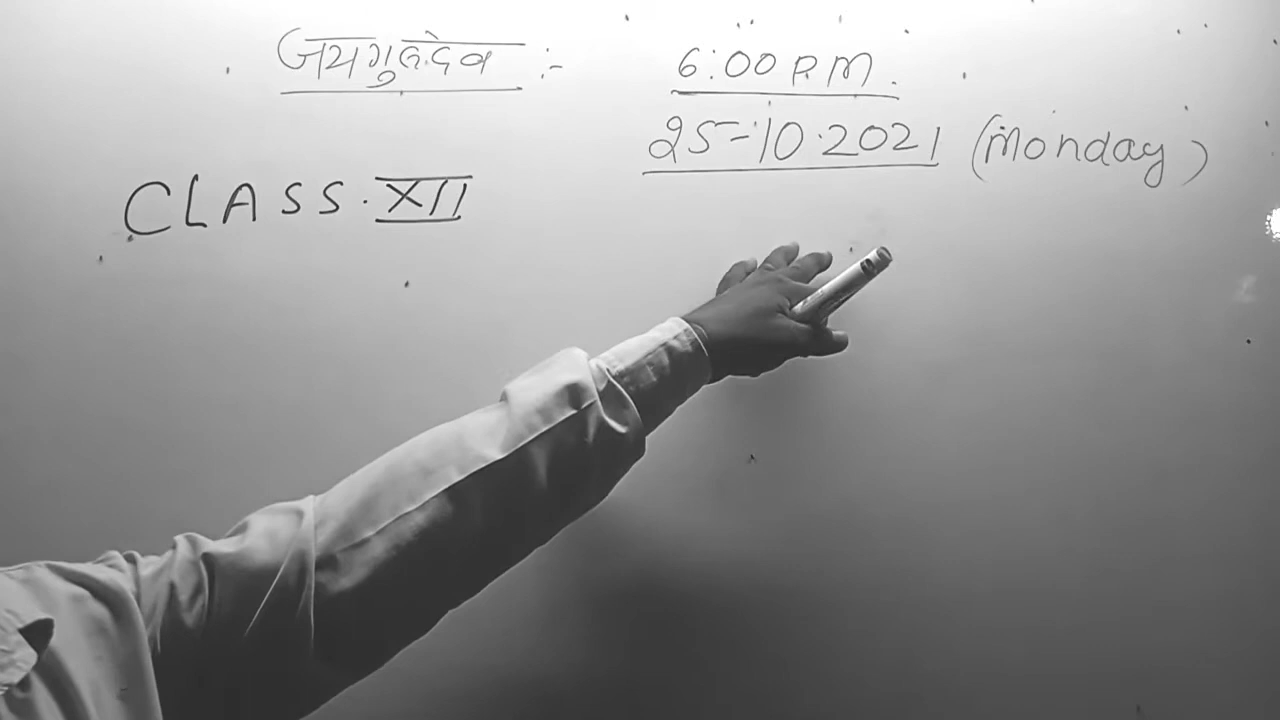 जयगुरुदेव :-
6:00 P.M.
25-10.2021 (Monday)
CLASS. XII